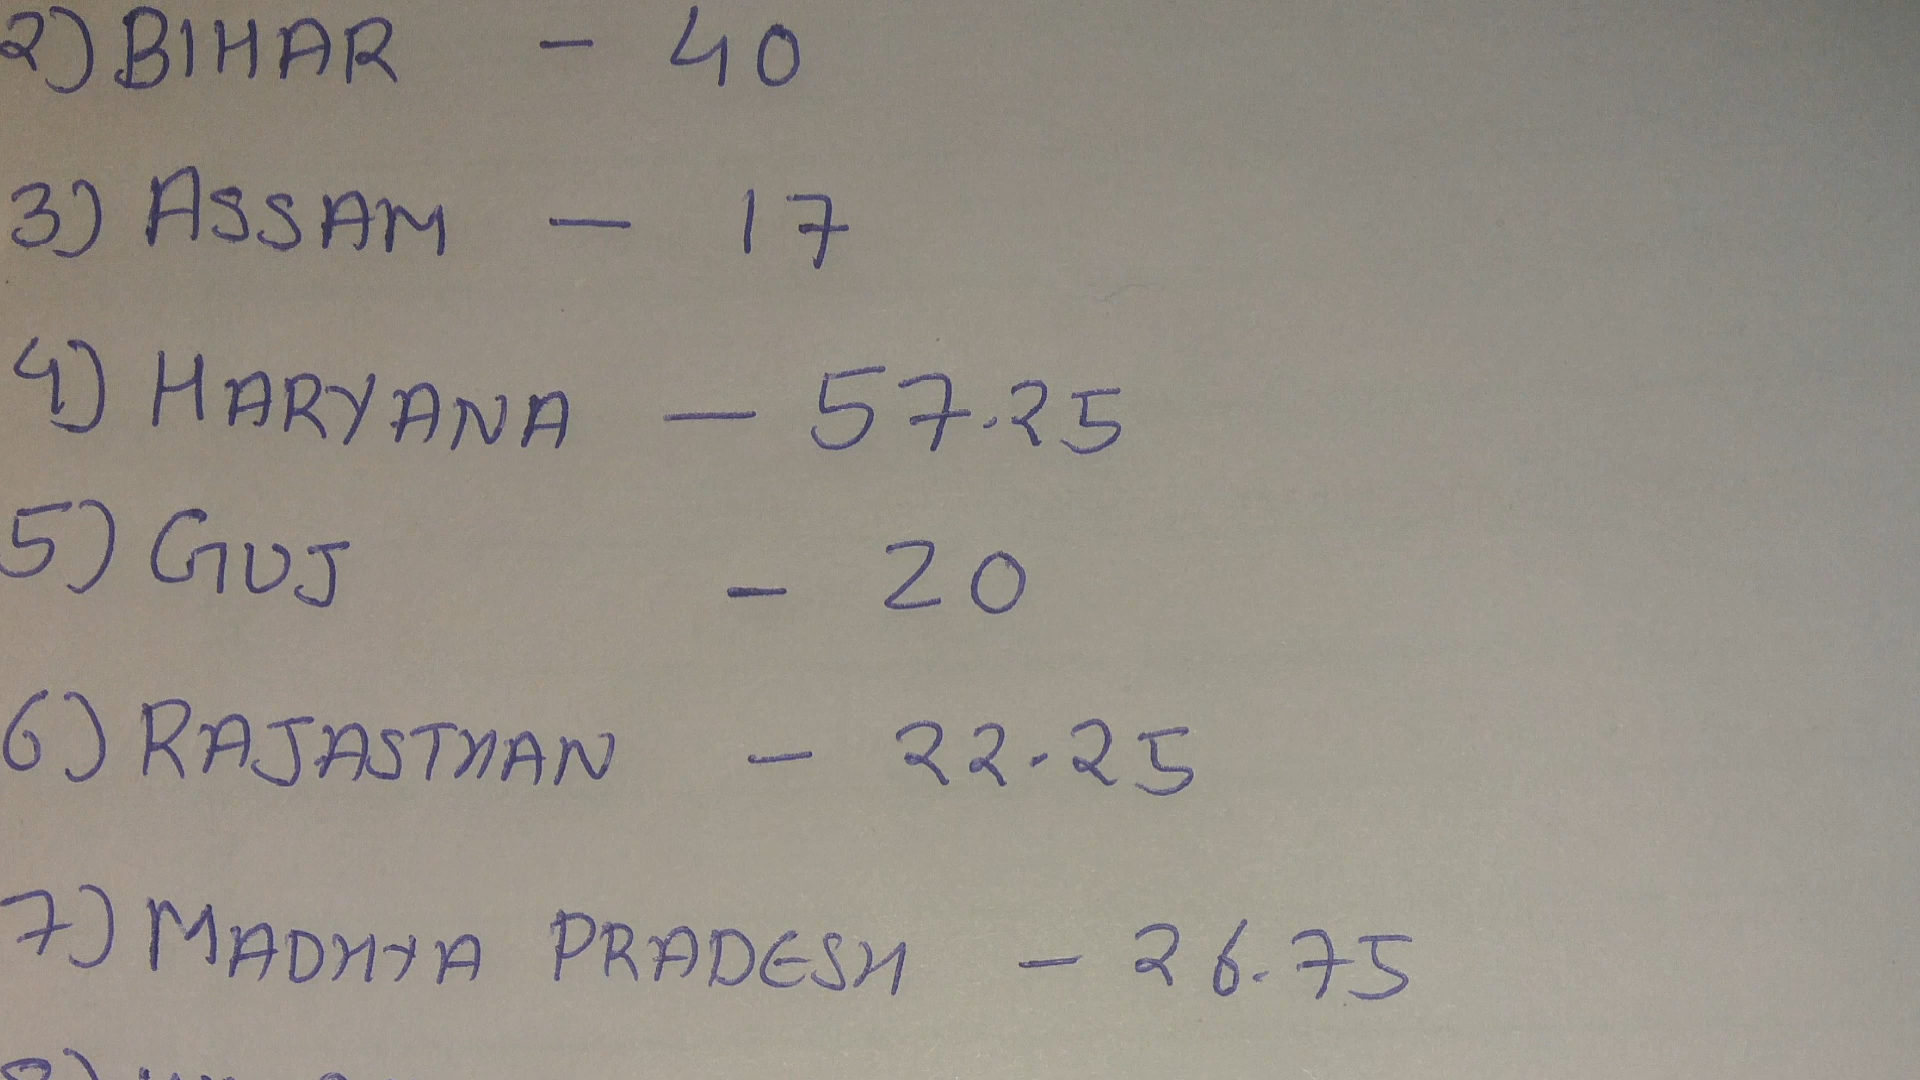 2) BIHAR - 40
3) ASSAM - 17
4) HARYANA - 57.25
5) GUJ - 20
6) RAJASTHAN - 22.25
7) MADHYA PRADESH - 26.75
8)